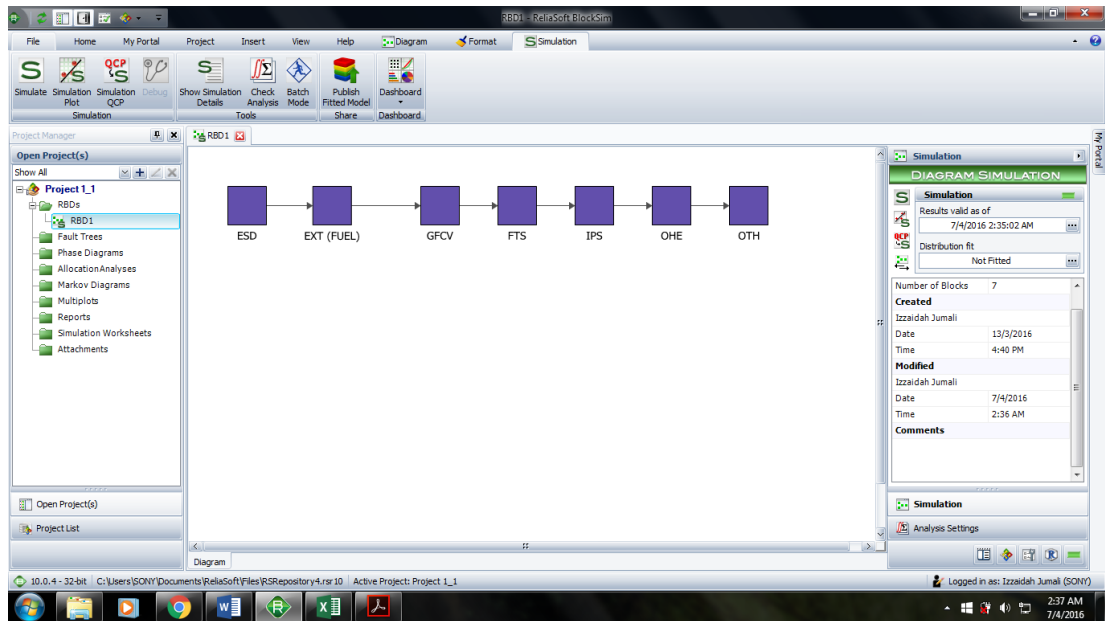 RBD1 - ReliaSoft BlockSim
File Home My Portal Project Insert View Help Diagram Format Simulation
Simulate
Simulation Plot
Simulation QCP
Debug
Show Simulation Details
Check Analysis
Batch Mode
Publish Fitted Model
Dashboard
Simulation Tools Share Dashboard
Project Manager
RBD1
My Portal
Open Project(s)
Show All
Project 1_1
RBDs
RBD1
Fault Trees
Phase Diagrams
Allocation Analyses
Markov Diagrams
Multiplots
Reports
Simulation Worksheets
Attachments
Open Project(s)
Project List
ESD EXT (FUEL) GFCV FTS IPS OHE OTH
Diagram
Simulation
DIAGRAM SIMULATION
Simulation
Results valid as of
7/4/2016 2:35:02 AM
QCP
Distribution fit
Not Fitted
Number of Blocks 7
Created
Izzaidah Jumali
Date 13/3/2016
Time 4:40 PM
Modified
Izzaidah Jumali
Date 7/4/2016
Time 2:36 AM
Comments
Simulation
Analysis Settings
10.0.4 - 32-bit C:\Users\SONY\Documents\ReliaSoft\Files\RSRepository4.rsr10 Active Project: Project 1_1
Logged in as: Izzaidah Jumali (SONY)
2:37 AM
7/4/2016